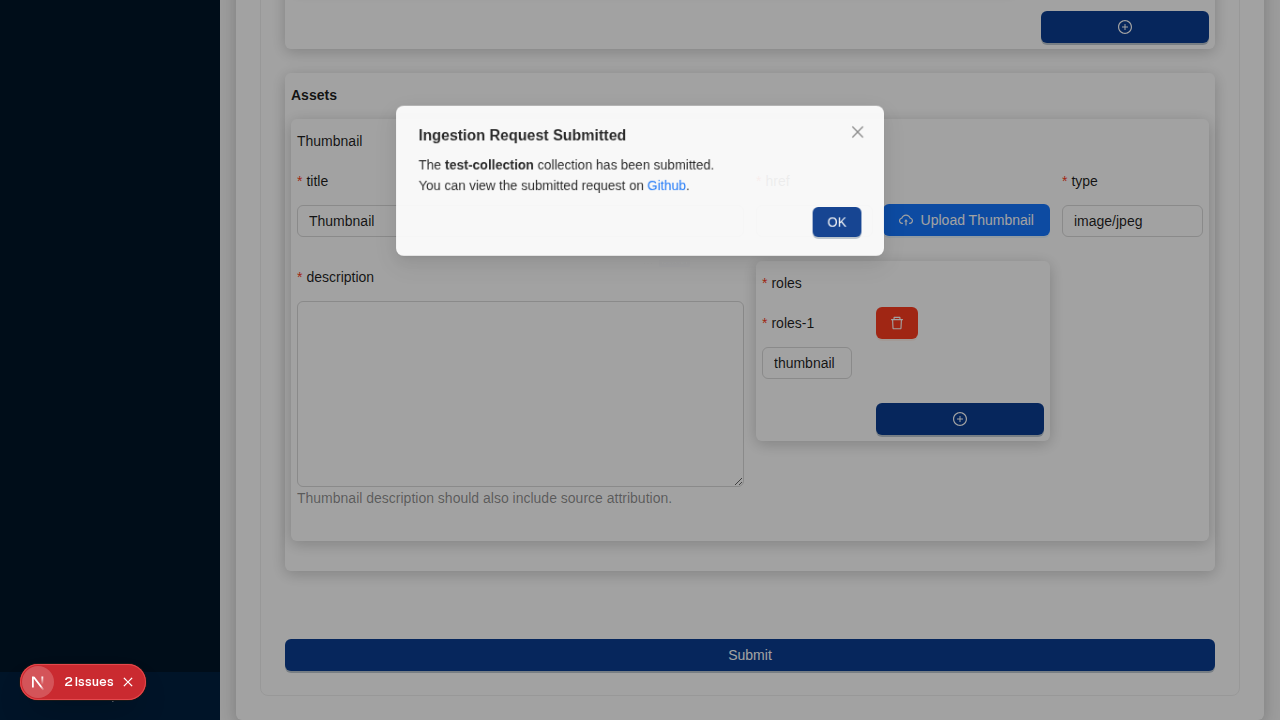 Assets
Ingestion Request Submitted
The test-collection collection has been submitted.
You can view the submitted request on Github.
OK
Thumbnail
* title
* href
* type
Thumbnail
Upload Thumbnail
image/jpeg
* description
* roles
* roles-1
thumbnail
Thumbnail description should also include source attribution.
Submit
N
2 Issues